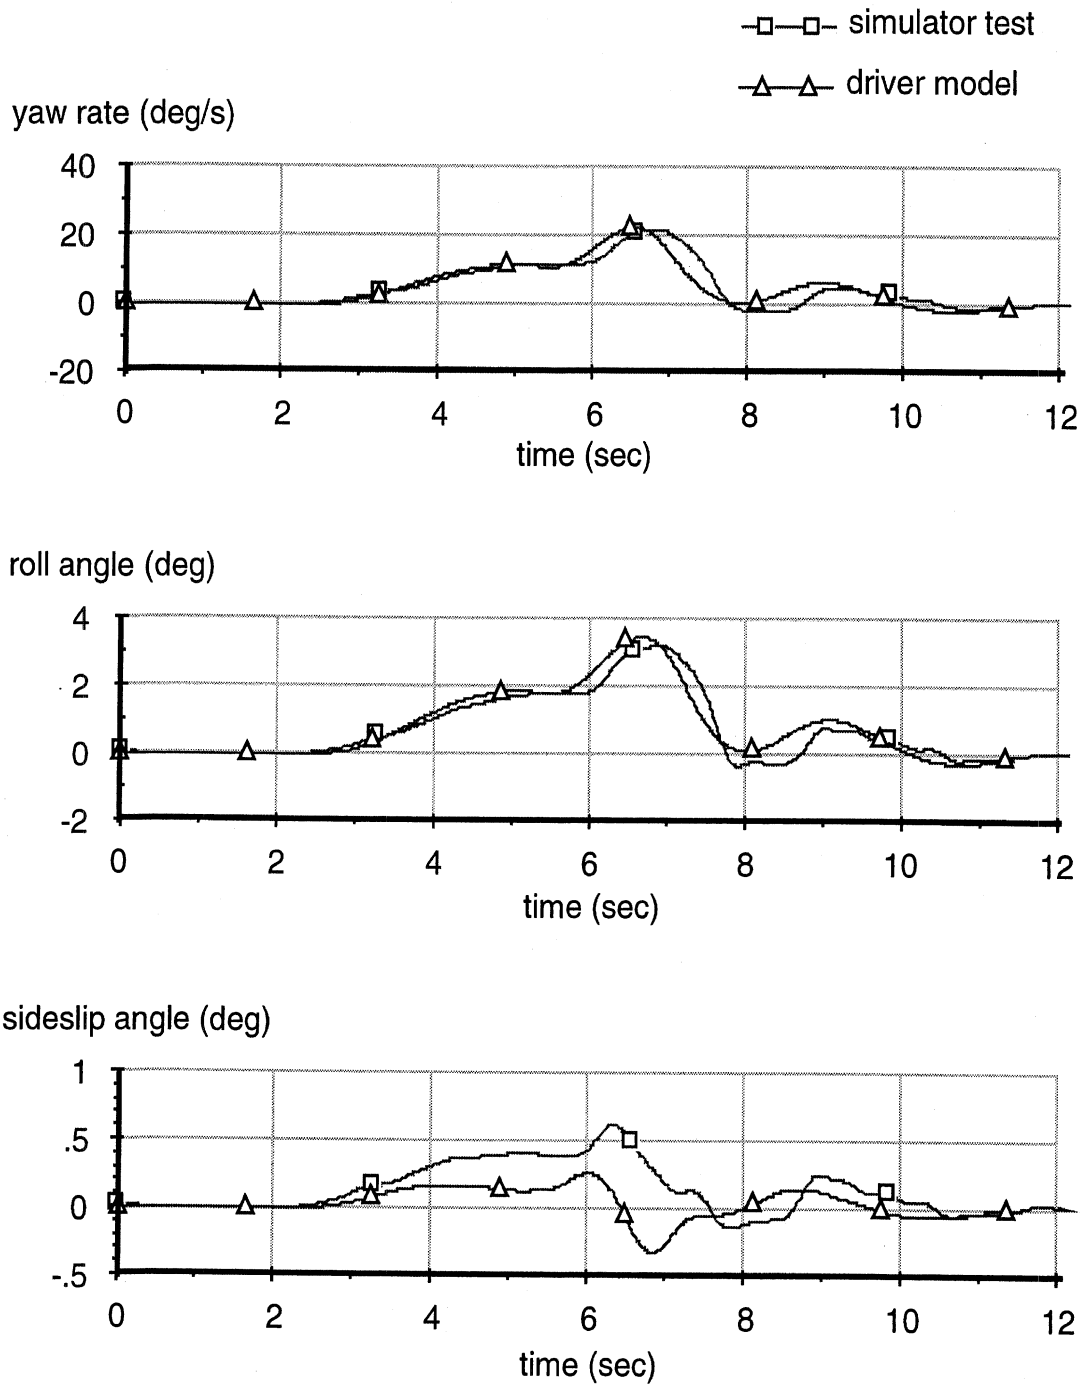 simulator test
driver model
yaw rate (deg/s)
40
20
0
-20
0 2 4 6 8 10 12
time (sec)
roll angle (deg)
4
2
0
-2
0 2 4 6 8 10 12
time (sec)
sideslip angle (deg)
1
.5
0
-.5
0 2 4 6 8 10 12
time (sec)